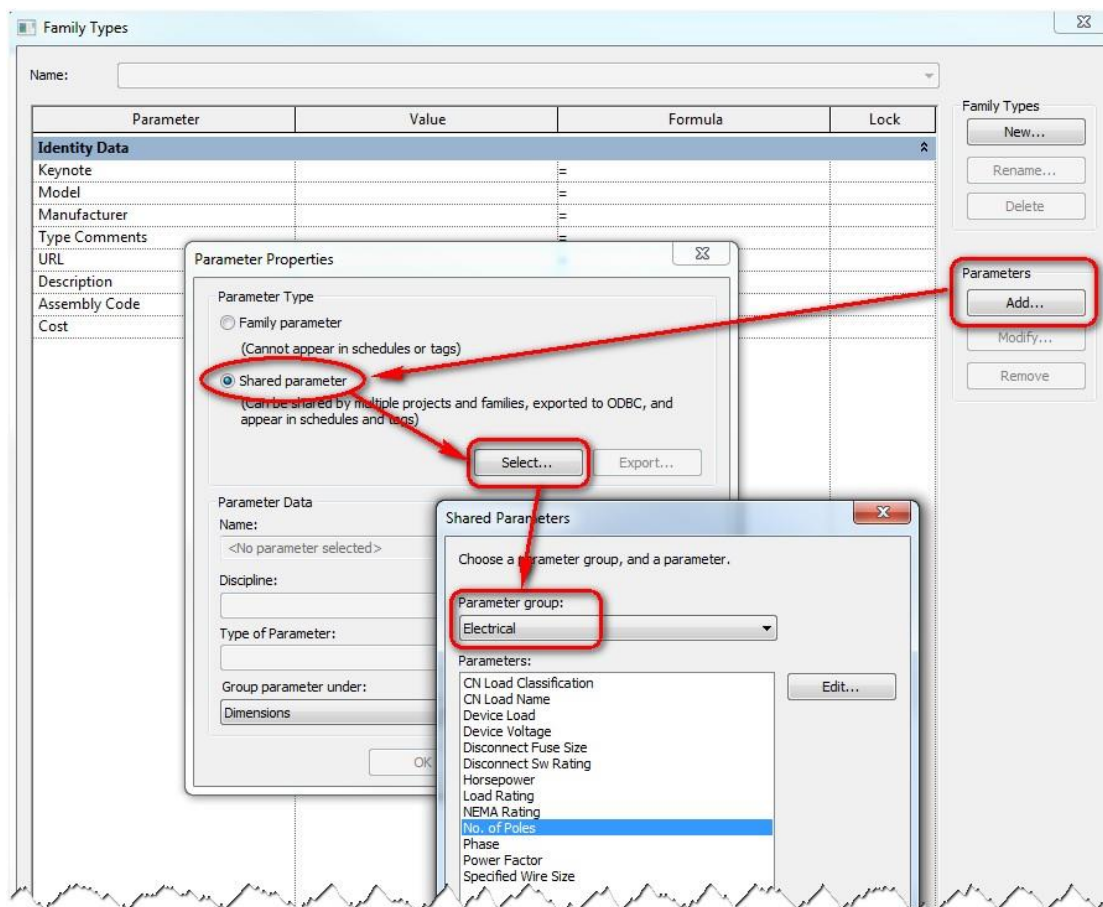 Family Types
Name:
Parameter Value Formula Lock
Identity Data
Keynote =
Model =
Manufacturer =
Type Comments =
URL
Description
Assembly Code
Cost
Family Types
New...
Rename...
Delete
Parameters
Add...
Modify...
Remove
Parameter Properties
Parameter Type
Family parameter
(Cannot appear in schedules or tags)
Shared parameter
(Can be shared by multiple projects and families, exported to ODBC, and
appear in schedules and tags)
Select... Export...
Parameter Data
Name:
<No parameter selected>
Discipline:
Type of Parameter:
Group parameter under:
Dimensions
OK
Shared Parameters
Choose a parameter group, and a parameter.
Parameter group:
Electrical
Parameters:
CN Load Classification
CN Load Name
Device Load
Device Voltage
Disconnect Fuse Size
Disconnect Sw Rating
Horsepower
Load Rating
NEMA Rating
No. of Poles
Phase
Power Factor
Specified Wire Size
Edit...